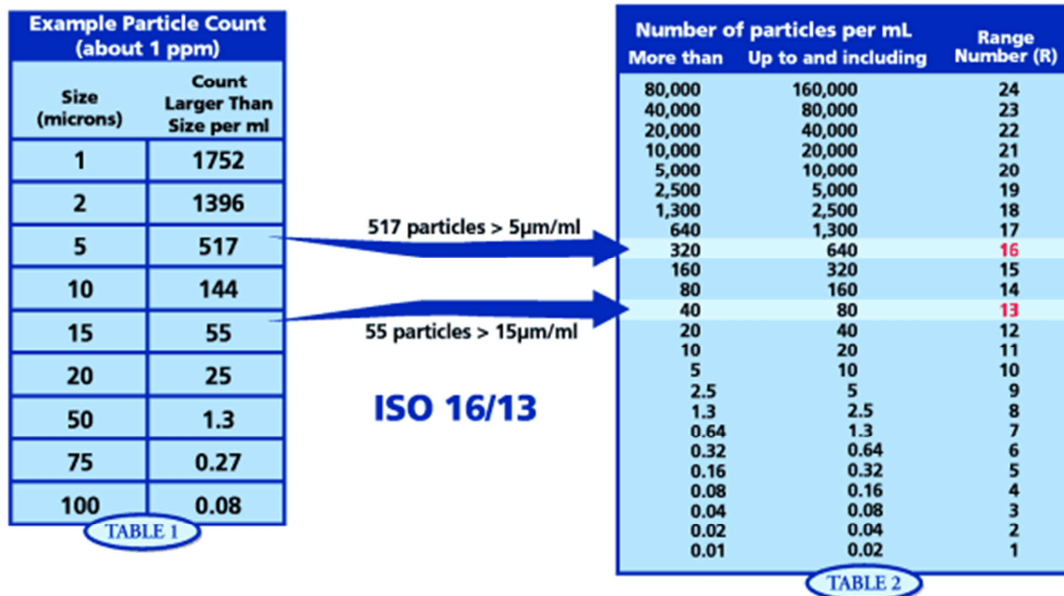 Example Particle Count
(about 1 ppm)
Size
(microns)
Count
Larger Than
Size per ml
1 1752
2 1396
5 517
10 144
15 55
20 25
50 1.3
75 0.27
100 0.08
TABLE 1
517 particles > 5µm/ml
55 particles > 15µm/ml
ISO 16/13
Number of particles per mL
More than Up to and including
Range
Number (R)
80,000 160,000 24
40,000 80,000 23
20,000 40,000 22
10,000 20,000 21
5,000 10,000 20
2,500 5,000 19
1,300 2,500 18
640 1,300 17
320 640 16
160 320 15
80 160 14
40 80 13
20 40 12
10 20 11
5 10 10
2.5 5 9
1.3 2.5 8
0.64 1.3 7
0.32 0.64 6
0.16 0.32 5
0.08 0.16 4
0.04 0.08 3
0.02 0.04 2
0.01 0.02 1
TABLE 2